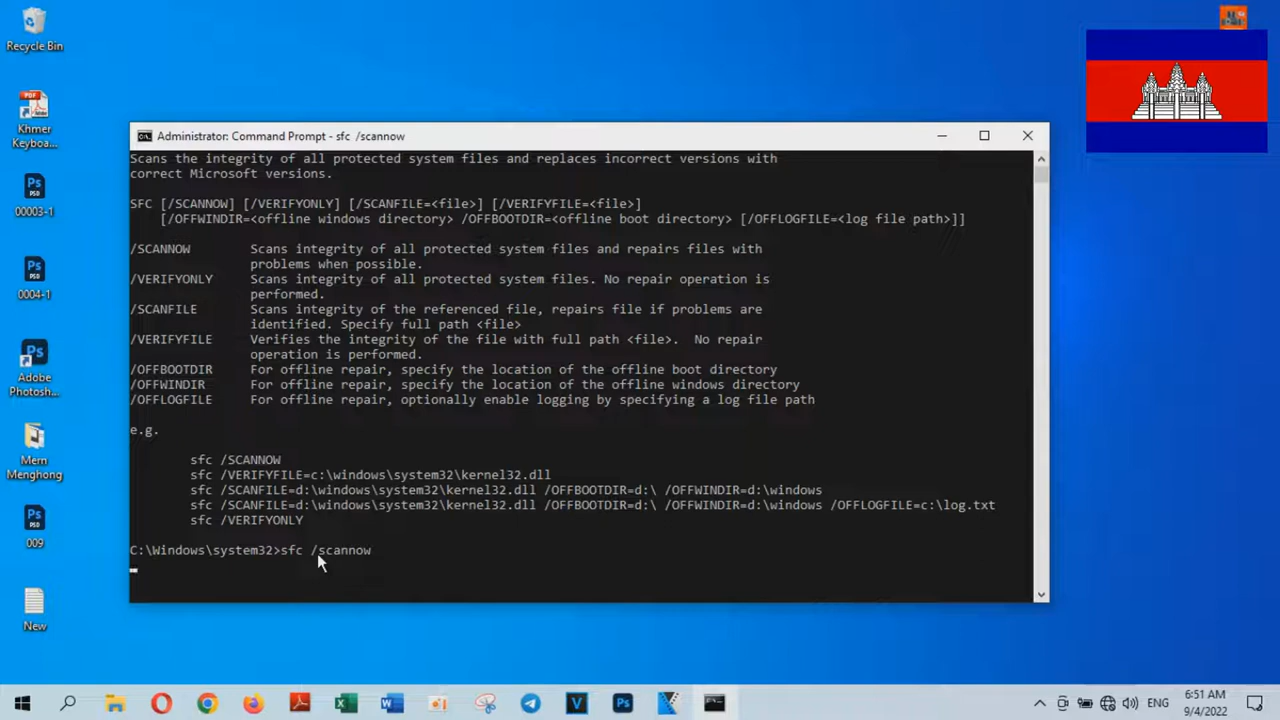 Recycle Bin
Khmer
Keyboa...
00003-1
0004-1
Adobe
Photosh...
Mern
Menghong
009
New
Administrator: Command Prompt - sfc /scannow
Scans the integrity of all protected system files and replaces incorrect versions with
correct Microsoft versions.
SFC [/SCANNOW] [/VERIFYONLY] [/SCANFILE=<file>] [/VERIFYFILE=<file>]
[/OFFWINDIR=<offline windows directory> /OFFBOOTDIR=<offline boot directory> [/OFFLOGFILE=<log file path>]]
/SCANNOW Scans integrity of all protected system files and repairs files with
problems when possible.
/VERIFYONLY Scans integrity of all protected system files. No repair operation is
performed.
/SCANFILE Scans integrity of the referenced file, repairs file if problems are
identified. Specify full path <file>
/VERIFYFILE Verifies the integrity of the file with full path <file>. No repair
operation is performed.
/OFFBOOTDIR For offline repair, specify the location of the offline boot directory
/OFFWINDIR For offline repair, specify the location of the offline windows directory
/OFFLOGFILE For offline repair, optionally enable logging by specifying a log file path
e.g.
sfc /SCANNOW
sfc /VERIFYFILE=c:\windows\system32\kernel32.dll
sfc /SCANFILE=d:\windows\system32\kernel32.dll /OFFBOOTDIR=d:\ /OFFWINDIR=d:\windows
sfc /SCANFILE=d:\windows\system32\kernel32.dll /OFFBOOTDIR=d:\ /OFFWINDIR=d:\windows /OFFLOGFILE=c:\log.txt
sfc /VERIFYONLY
C:\Windows\system32>sfc /scannow
ENG
6:51 AM
9/4/2022